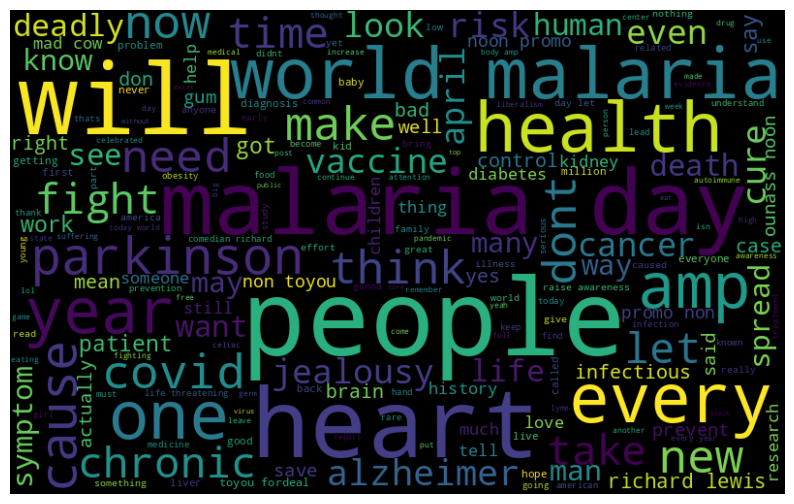 deadly now time look risk human even say
mad cow problem help thought yet low noon promo nothing
know don will world malaria
never gum diagnosis april bad
right see need got make well health
getting vaccine control kidney death cure
fight diabetes ounass noon
malaria day
work thing children dont cancer case
parkinson think many way
mean someone may non toyou yes
year want still people amp spread
patient promo non let said
covid jealousy life infectious
actually brain history called
cause one heart every
symptom chronic much love prevent research
tell take new
save alzheimer man
something liver good toyou fordeal hope going american richard lewis
medical didnt body amp increase center drug use
baby anyone day without common early
become kid bring post top
liberalism day let week person lead made evidence understand
thats celebrated first part
food public obesity million autoimmune
thank america today world comedian richard effort
state suffering family pandemic great illness
continue attention study big
serious isn high eat
everyone caused awareness raise awareness
young lol game read prevention free
remember world today
fighting celiac come yeah full keep give find infection known really
eating must life threatening back hand rare live
girl virus germ leave medicine report put lyme another every year
related treatment